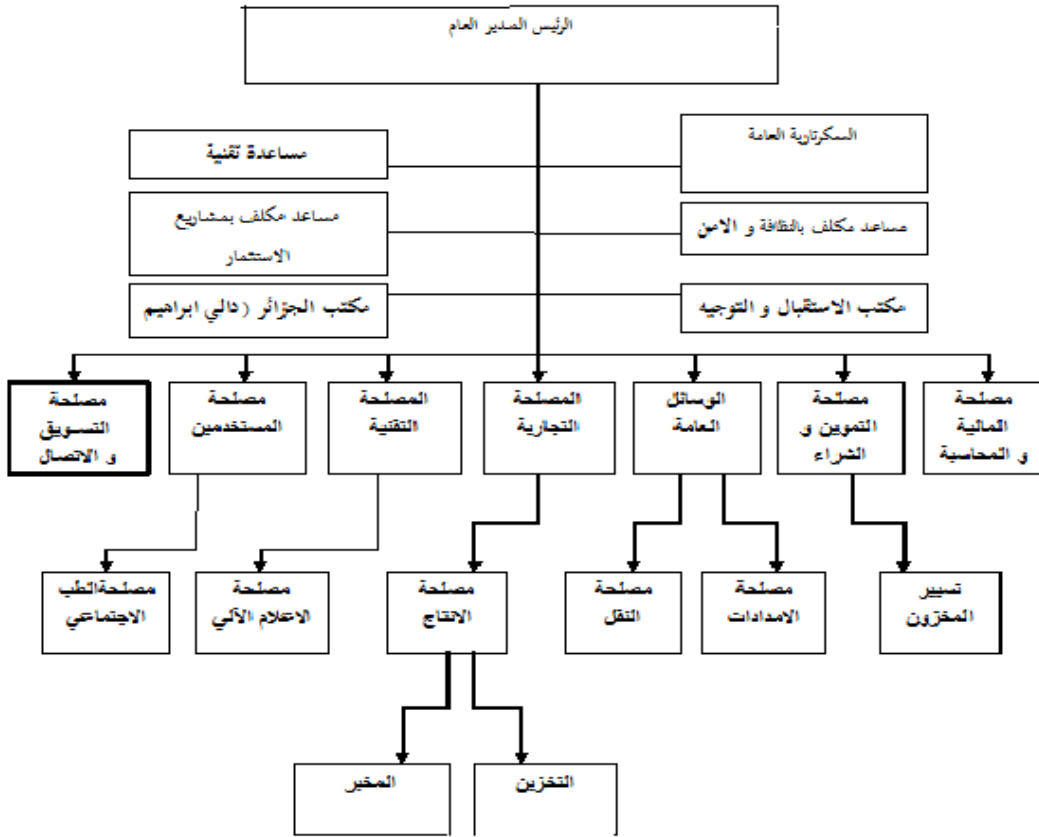 الرئيس المدير العام
السكرتارية العامة
مساعدة تقنية
مساعد مكلف بالنظافة و الامن
مساعد مكلف بمشاريع
الاستثمار
مكتب الاستقبال و التوجيه
مكتب الجزائر (دالي ابراهيم
مصلحة
المالية
و المحاسبة
مصلحة
التموين و
الشراء
الوسائل
العامة
المصلحة
التجارية
المصلحة
التقنية
مصلحة
المستخدمين
مصلحة
التسويق
و الاتصال
تسيير
المخزون
مصلحة
الامدادات
مصلحة
النقل
مصلحة
الانتاج
مصلحة
الاعلام الآلي
مصلحةالطب
الاجتماعي
التخزين
المخبر